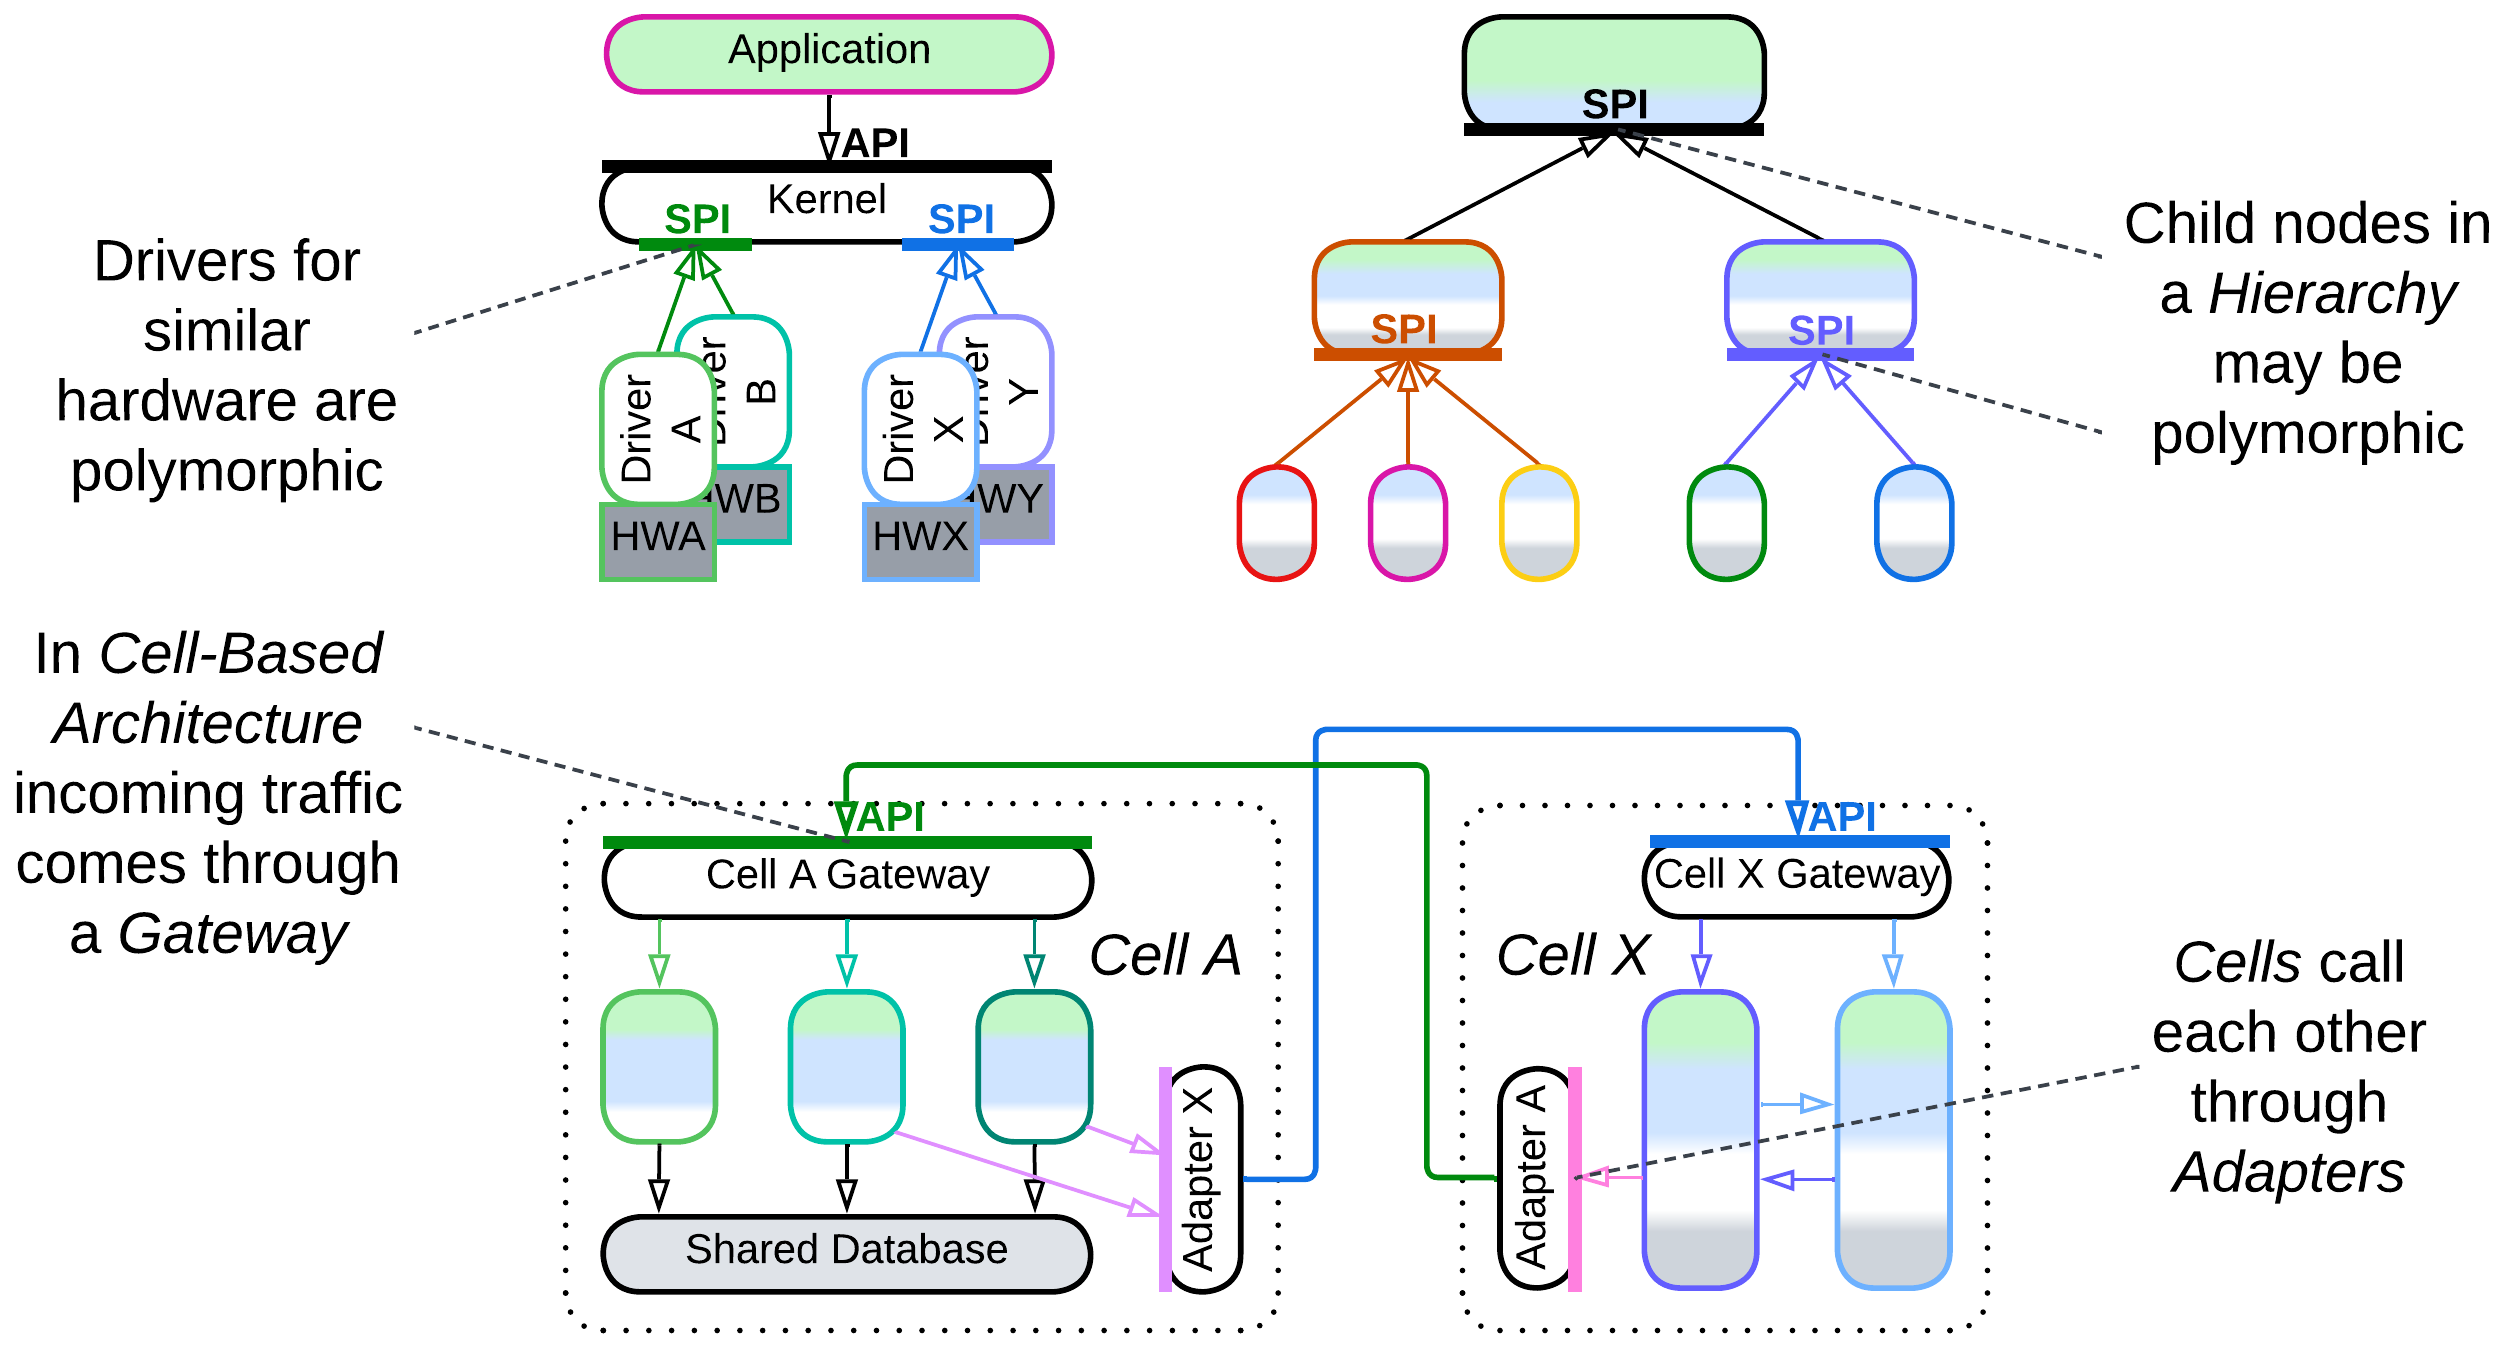 Application
API
Kernel
SPI
SPI
Driver
A
Driver
B
Driver
X
Driver
Y
HWA
HWB
HWX
HWY
Drivers for
similar
hardware are
polymorphic
SPI
SPI
SPI
Child nodes in
a Hierarchy
may be
polymorphic
In Cell-Based
Architecture
incoming traffic
comes through
a Gateway
API
Cell A Gateway
Cell A
Adapter X
Shared Database
API
Cell X Gateway
Cell X
Adapter A
Cells call
each other
through
Adapters